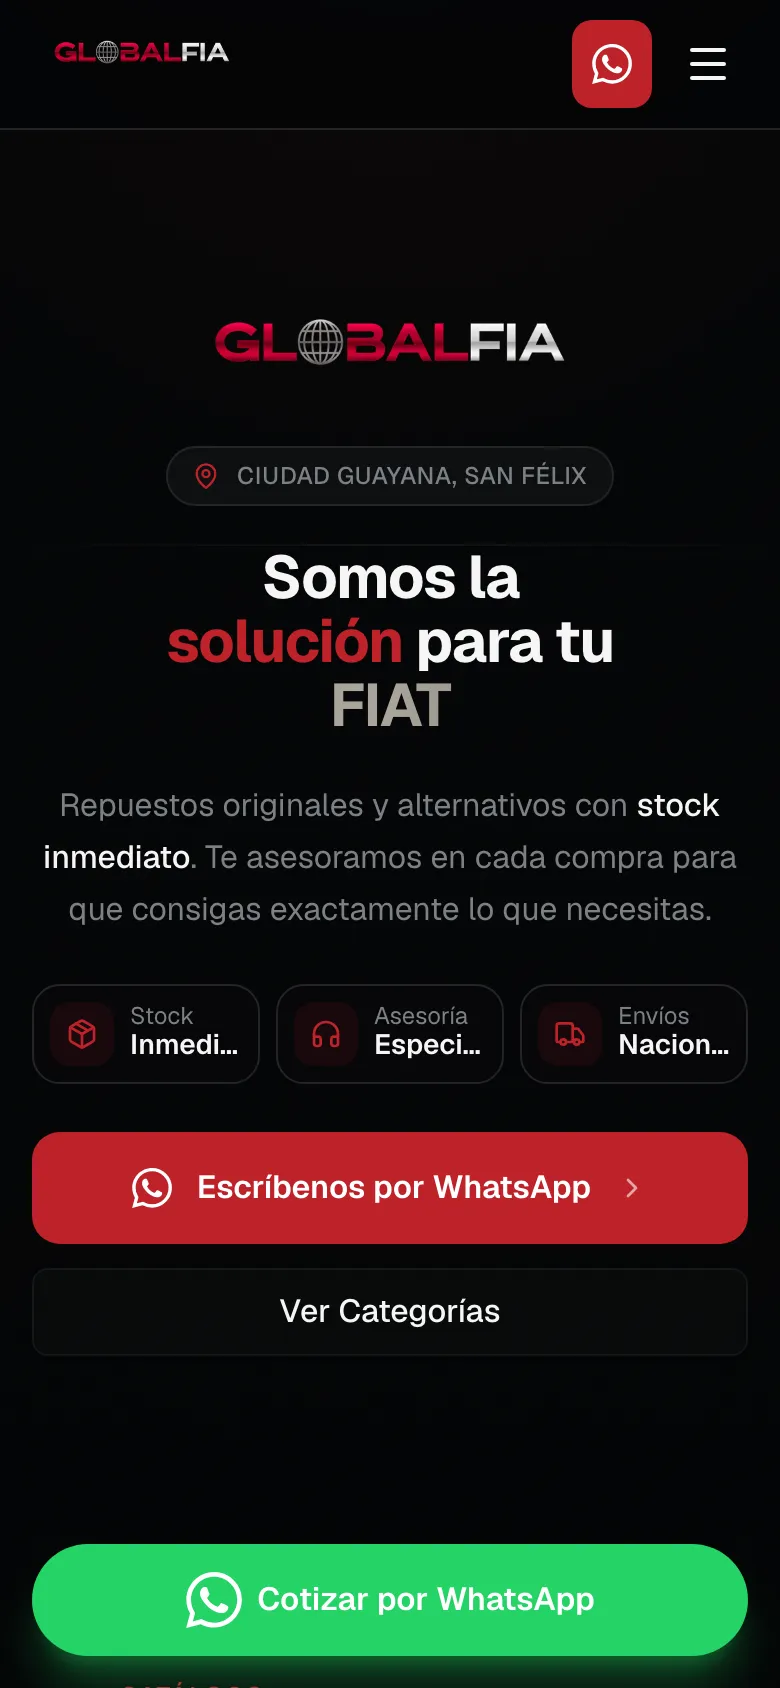 GLOBALFIA
GLOBALFIA
CIUDAD GUAYANA, SAN FÉLIX
Somos la
solución para tu
FIAT
Repuestos originales y alternativos con stock
inmediato. Te asesoramos en cada compra para
que consigas exactamente lo que necesitas.
Stock
Inmedi...
Asesoría
Especi...
Envíos
Nacion...
Escríbenos por WhatsApp
Ver Categorías
Cotizar por WhatsApp